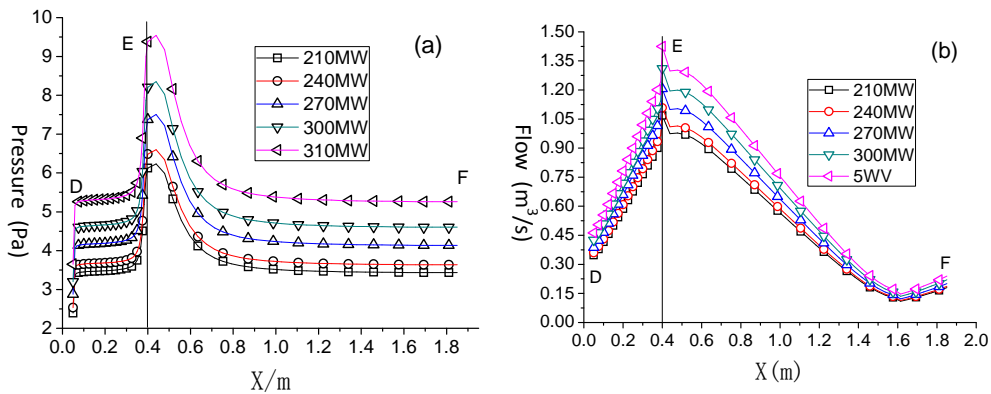 10
9
8
7
6
5
4
3
2
Pressure (Pa)
0.0 0.2 0.4 0.6 0.8 1.0 1.2 1.4 1.6 1.8
X/m
D
E
F
(a)
210MW
240MW
270MW
300MW
310MW
1.50
1.35
1.20
1.05
0.90
0.75
0.60
0.45
0.30
0.15
0.00
Flow (m³/s)
0.0 0.2 0.4 0.6 0.8 1.0 1.2 1.4 1.6 1.8 2.0
X(m)
D
E
F
(b)
210MW
240MW
270MW
300MW
5WV